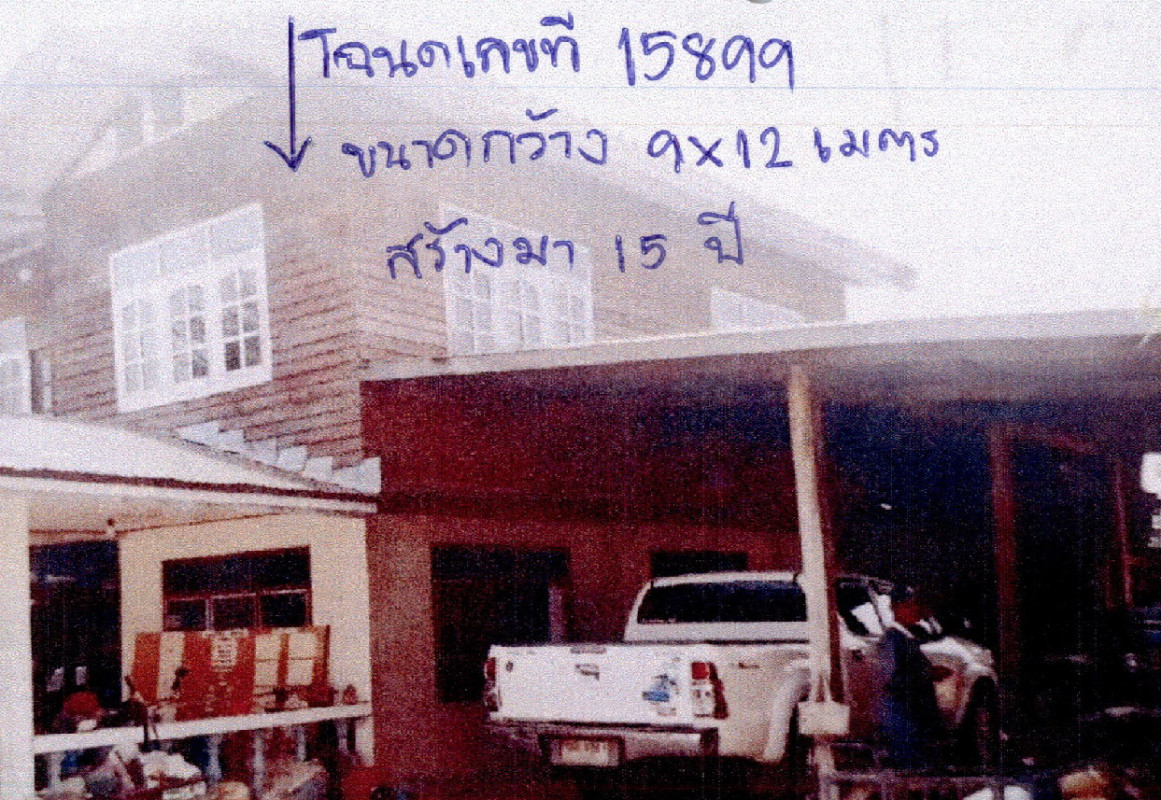 โฉนดเลขที่ 15899
ขนาดกว้าง 9x12 เมตร
สร้างมา 15 ปี